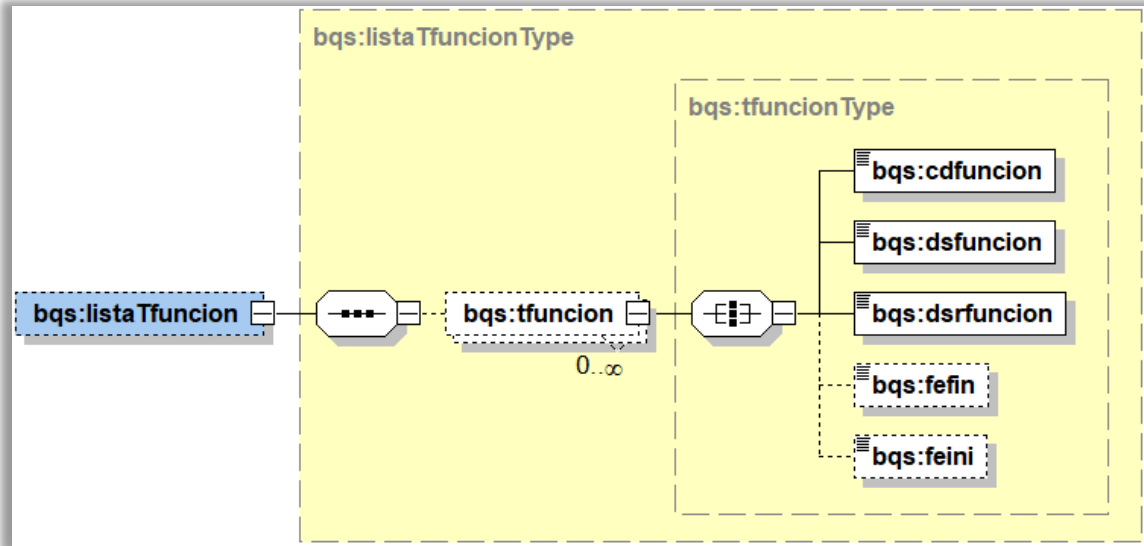 bqs:listaTfuncionType
bqs:tfuncionType
bqs:cdfuncion
bqs:dsfuncion
bqs:listaTfuncion
bqs:tfuncion
bqs:dsrfuncion
0..∞
bqs:fefin
bqs:feini